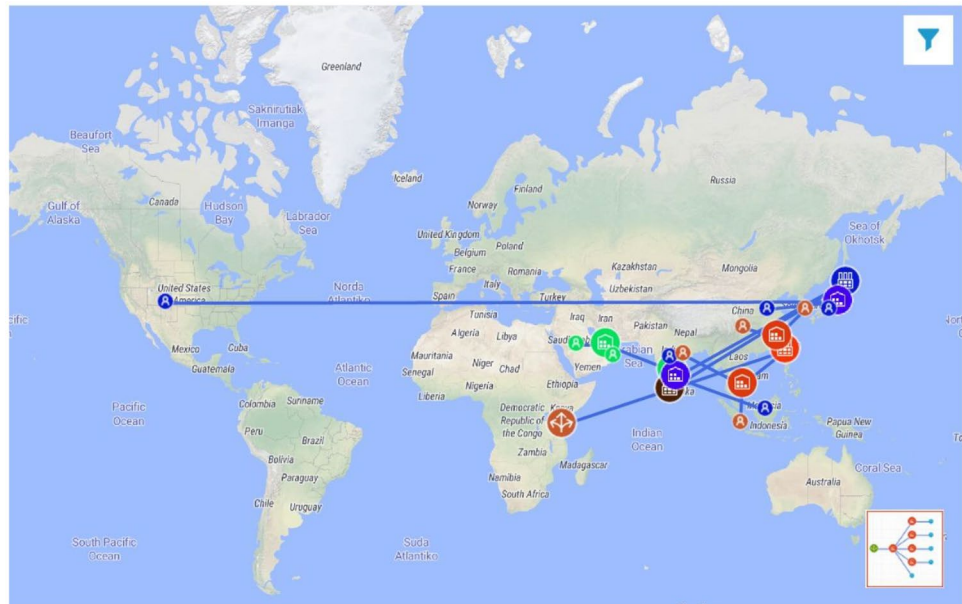 Greenland
Beaufort
Sea
Saknirutiak
Imanga
Iceland
Finland
Russia
Norway
Canada
Gulf of
Alaska
Hudson
Bay
Labrador
Sea
Sea of
Okhotsk
United Kingdom
Poland
Belgium
France
Romania
Kazakhstan
Mongolia
Italy
Uzbekistan
United States
America
Norda
Atlantiko
Spain
Turkey
China
Tunisia
Iraq
Iran
Algeria
Libya
Pakistan
Nepal
Mexico
Cuba
Mauritania
Yemen
Sea
Laos
Guatemala
Atlantic
Ocean
Senegal
Niger
Chad
Nigeria
Ethiopia
Liberia
Pacific
Ocean
Colombia
Suriname
Democratic
Republic of
the Congo
Indonesia
Papua New
Guinea
Peru
Brazil
Indian
Ocean
Zambia
Bolivia
Madagascar
Coral Sea
Paraguay
Namibia
Australia
South Africa
Chile
Uruguay
South Pacific
Ocean
Suda
Atlantiko